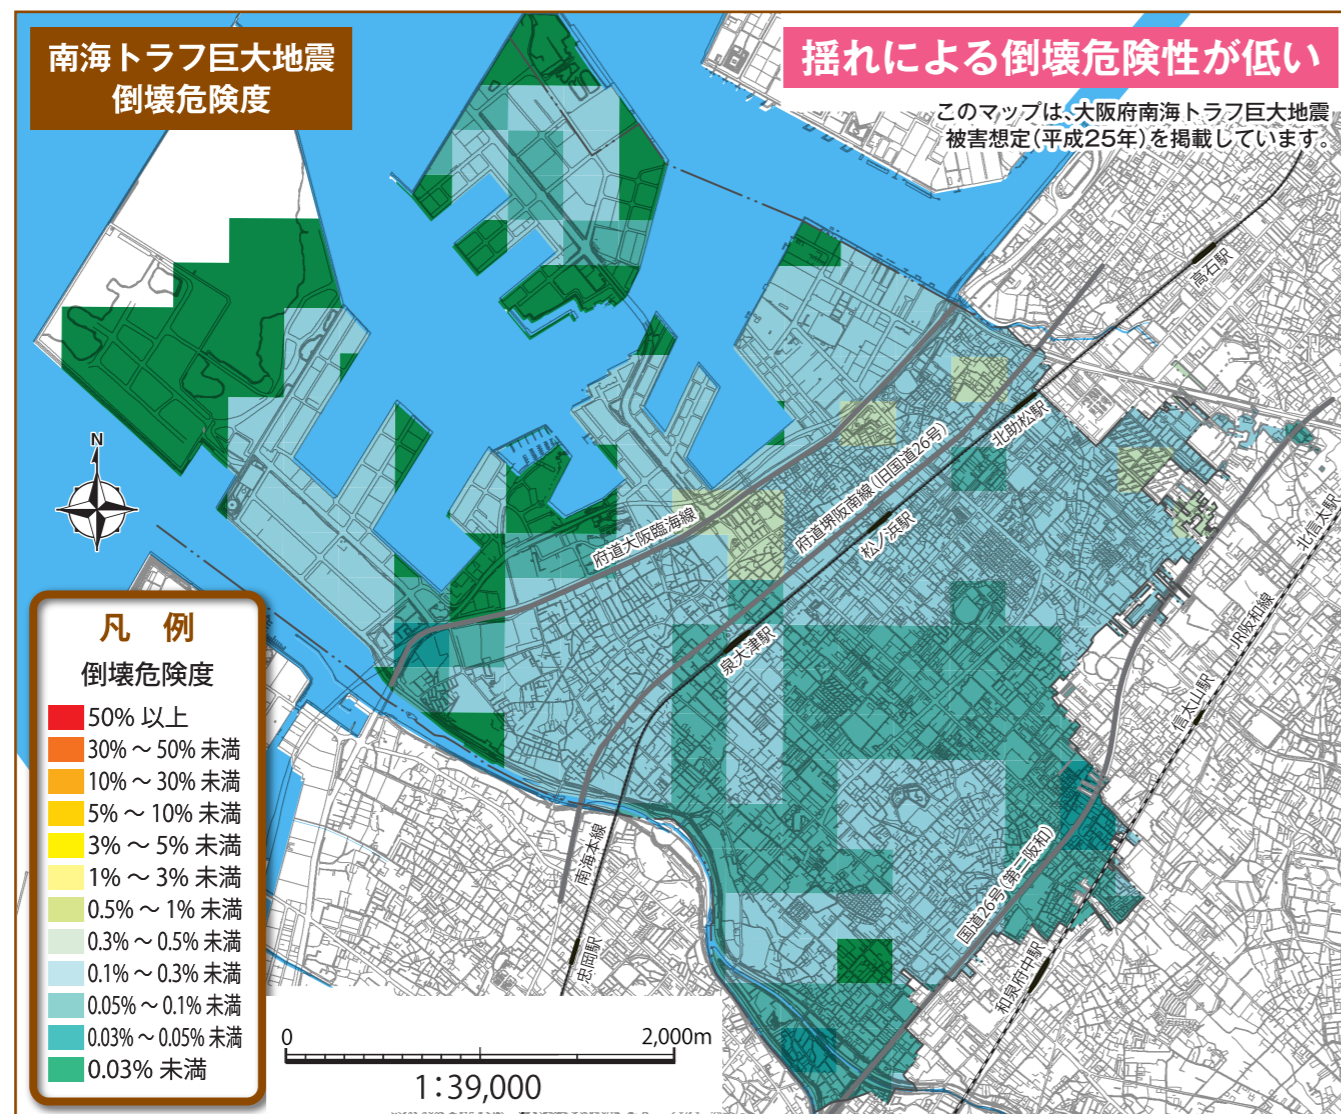 南海トラフ巨大地震
倒壊危険度
揺れによる倒壊危険性が低い
このマップは、大阪府南海トラフ巨大地震
被害想定(平成25年)を掲載しています。
高石駅
北助松駅
府道堺阪南線(旧国道26号)
松ノ浜駅
府道大阪臨海線
北信太駅
JR阪和線
泉大津駅
信太山駅
N
南海本線
国道26号(第二阪和)
忠岡駅
和泉府中駅
凡 例
倒壊危険度
50% 以上
30% ～ 50% 未満
10% ～ 30% 未満
5% ～ 10% 未満
3% ～ 5% 未満
1% ～ 3% 未満
0.5% ～ 1% 未満
0.3% ～ 0.5% 未満
0.1% ～ 0.3% 未満
0.05% ～ 0.1% 未満
0.03% ～ 0.05% 未満
0.03% 未満
0 2,000m
1：39,000